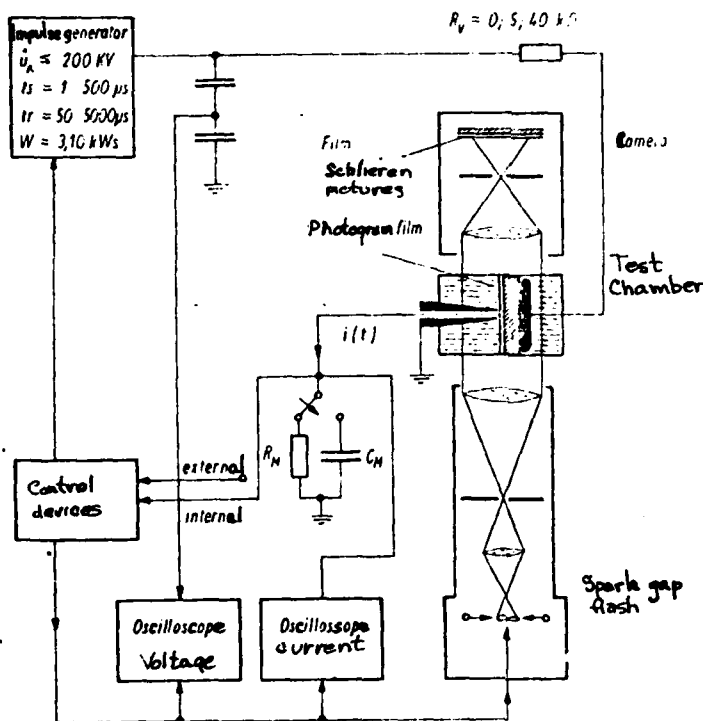 Impulse generator
û_A ≤ 200 KV
ts = 1 500 µs
tr = 50 5000µs
W = 3,10 kWs
R_V = 0; 5; 40 kΩ
Film
Schlieren
Camera
Photogram film
Test
Chamber
i(t)
R_M
C_M
external
internal
Control
devices
Spark gap
flash
Oscilloscope
Voltage
Oscillossope
current